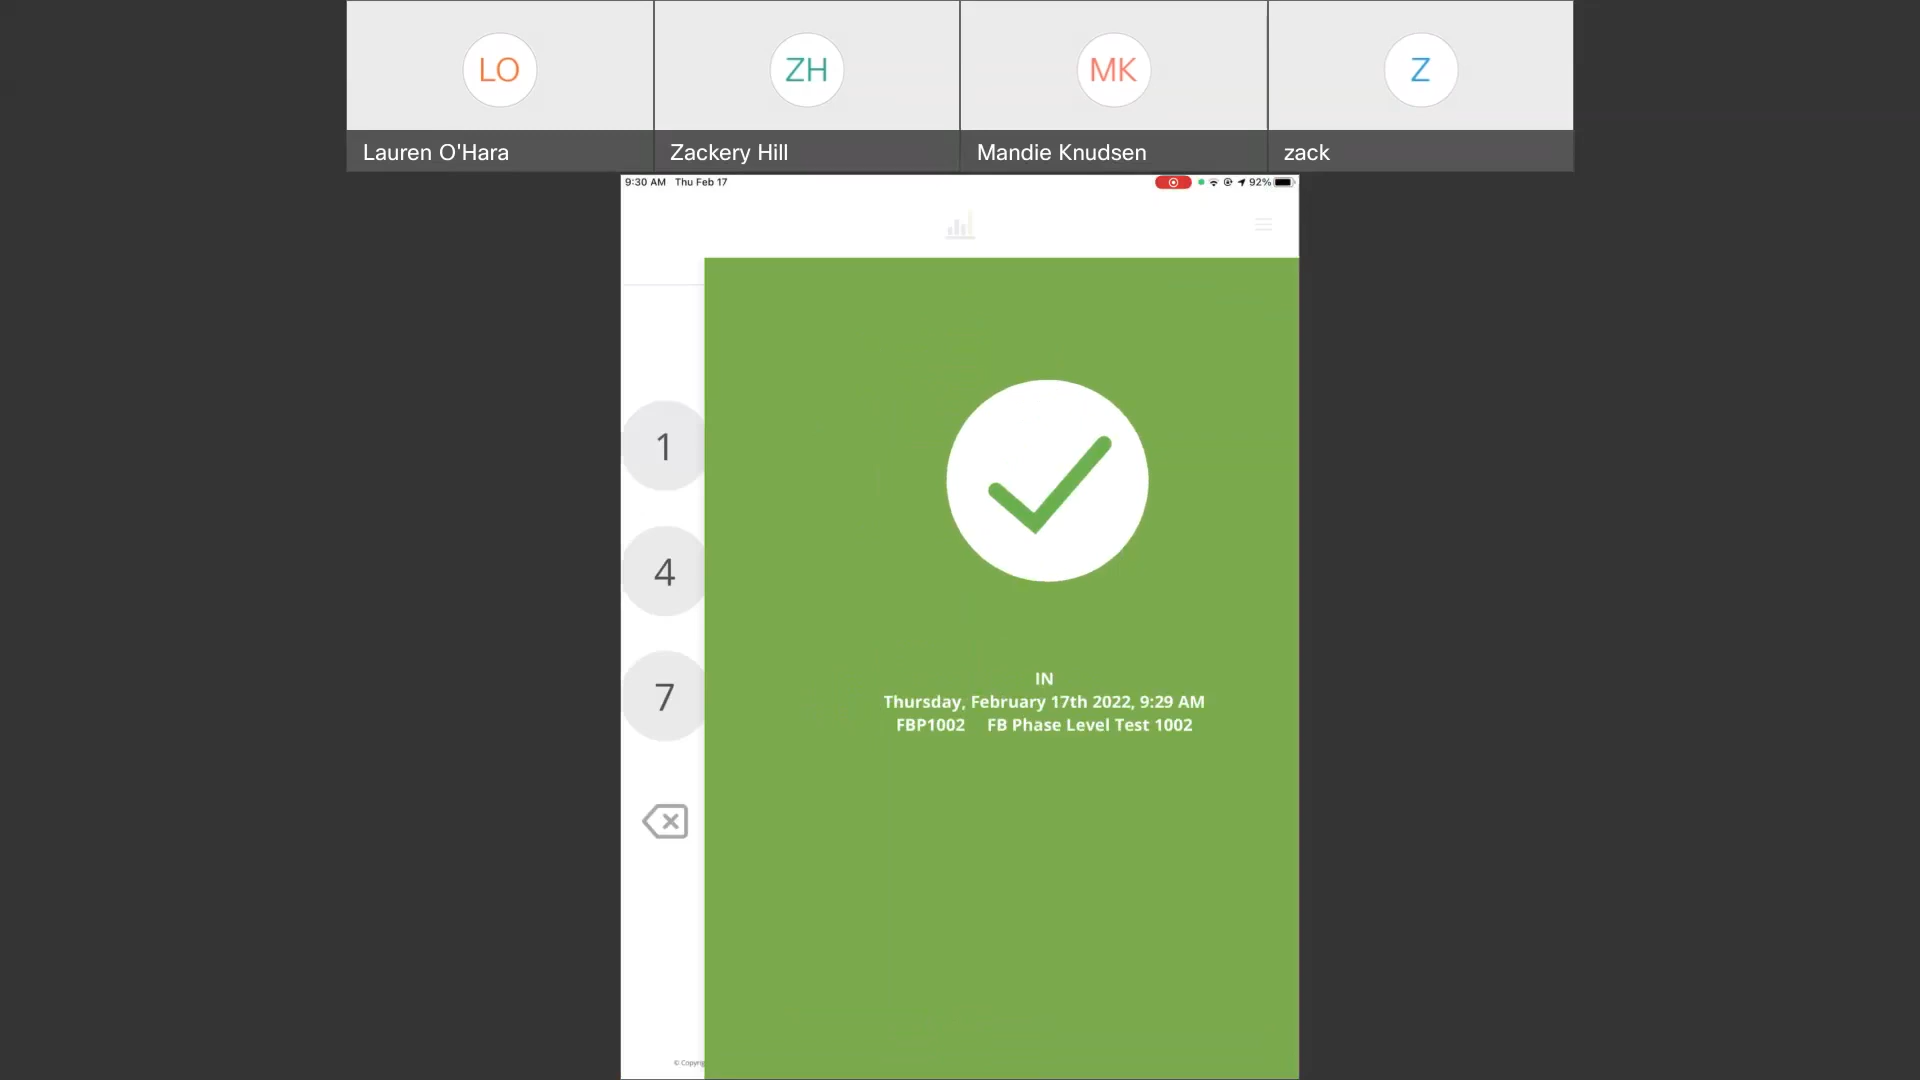 LO
ZH
MK
Z
Lauren O'Hara
Zackery Hill
Mandie Knudsen
zack
9:30 AM Thu Feb 17
92%
1
4
7
IN
Thursday, February 17th 2022, 9:29 AM
FBP1002 FB Phase Level Test 1002
©